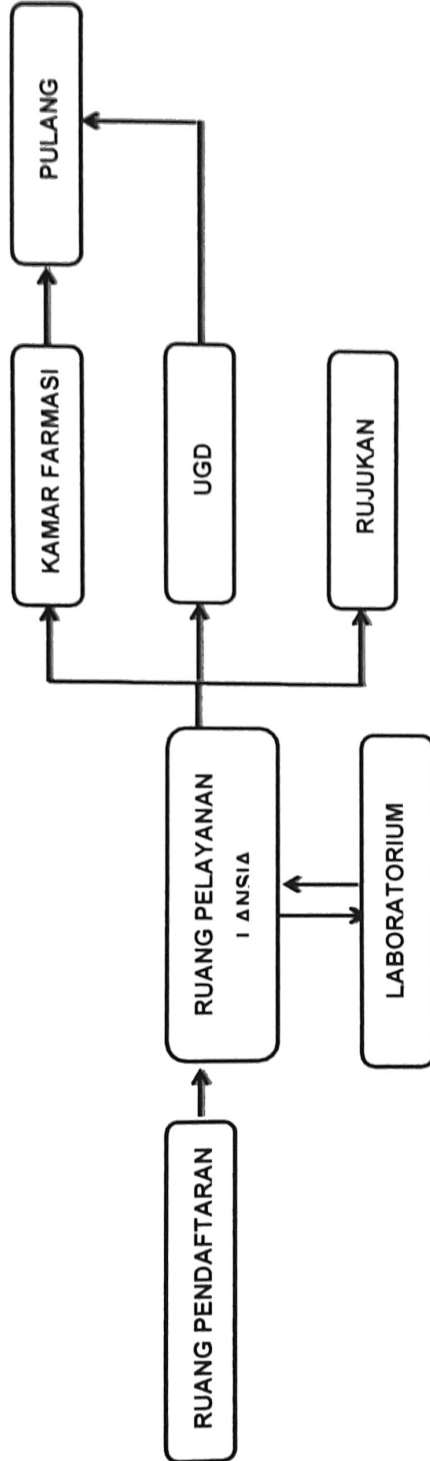 RUANG PENDAFTARAN
RUANG PELAYANAN
LANSIA
LABORATORIUM
KAMAR FARMASI
UGD
RUJUKAN
PULANG